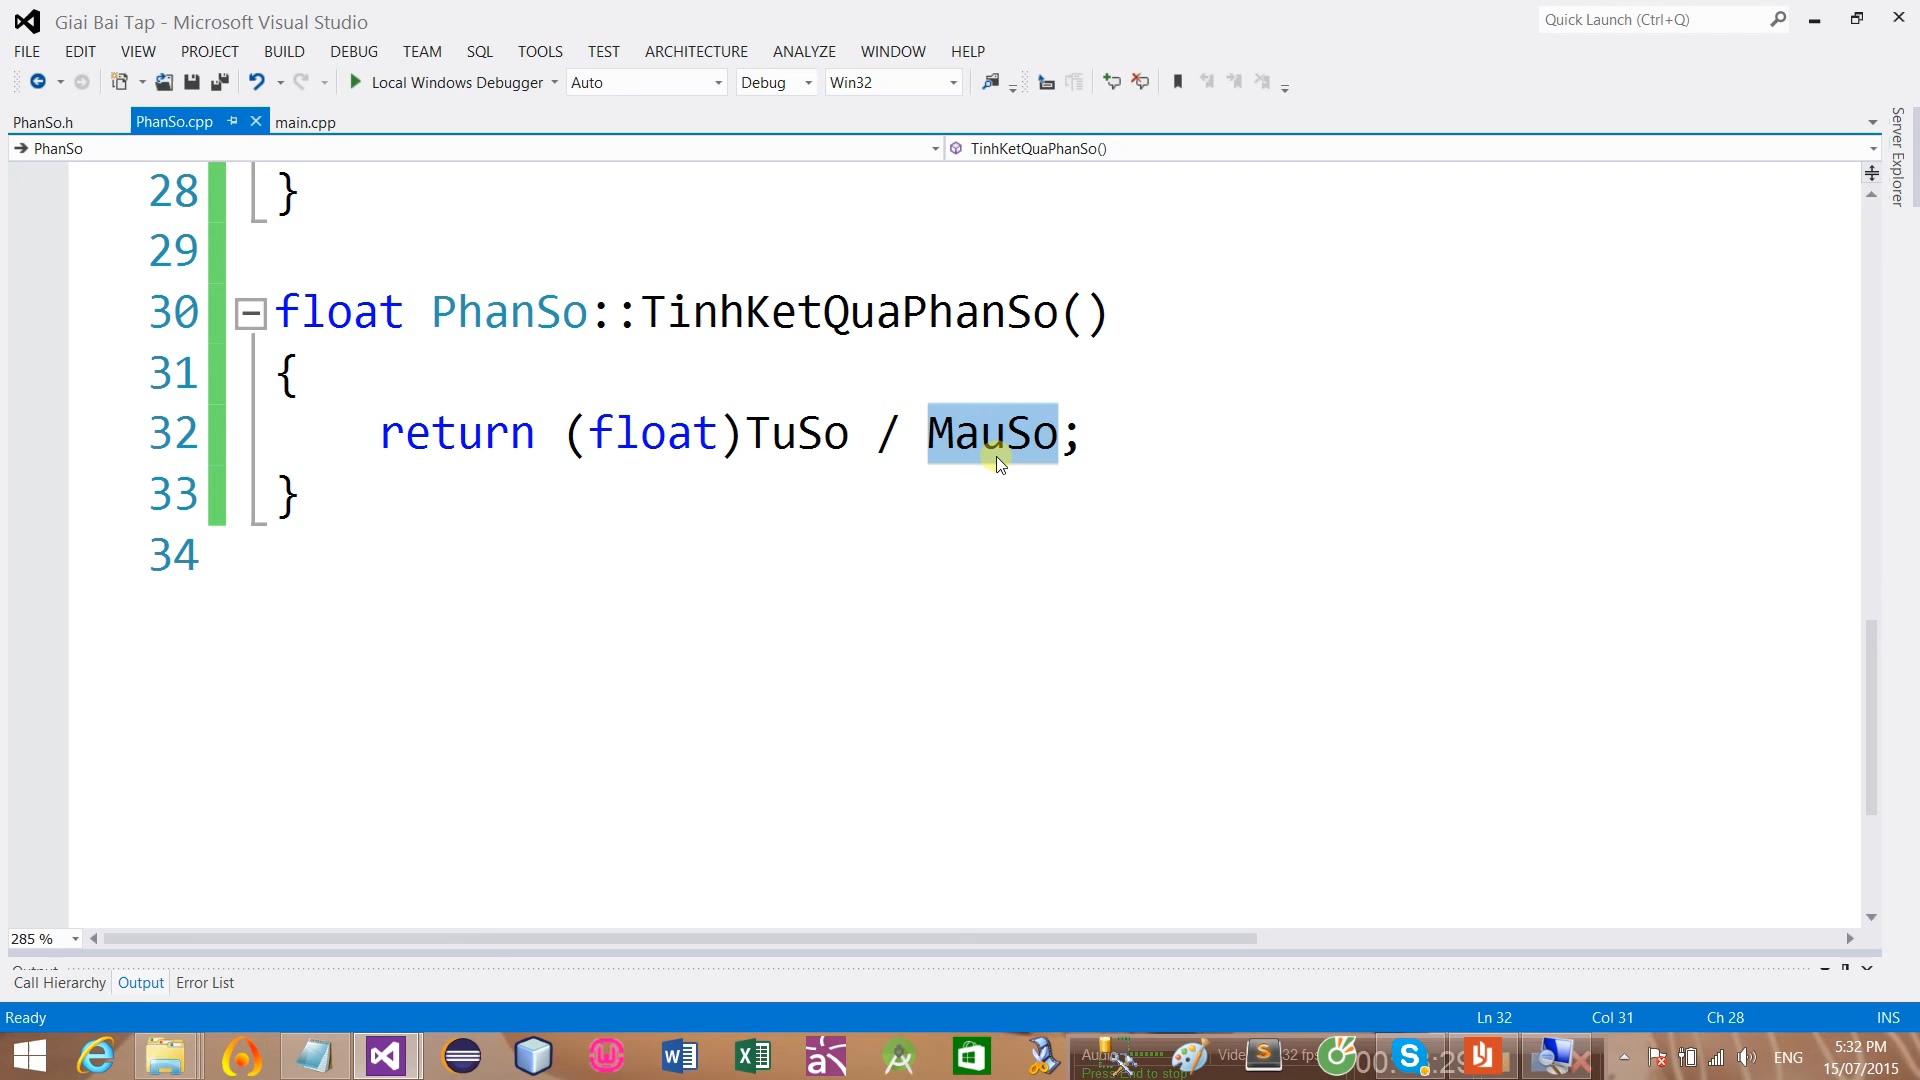 Giai Bai Tap - Microsoft Visual Studio
Quick Launch (Ctrl+Q)
FILE EDIT VIEW PROJECT BUILD DEBUG TEAM SQL TOOLS TEST ARCHITECTURE ANALYZE WINDOW HELP
Local Windows Debugger Auto Debug Win32
PhanSo.h PhanSo.cpp main.cpp
PhanSo TinhKetQuaPhanSo()
Server Explorer
28 }
29
30 float PhanSo::TinhKetQuaPhanSo()
31 {
32 return (float)TuSo / MauSo;
33 }
34
285 %
Call Hierarchy Output Error List
Ready Ln 32 Col 31 Ch 28 INS
ENG
5:32 PM
15/07/2015